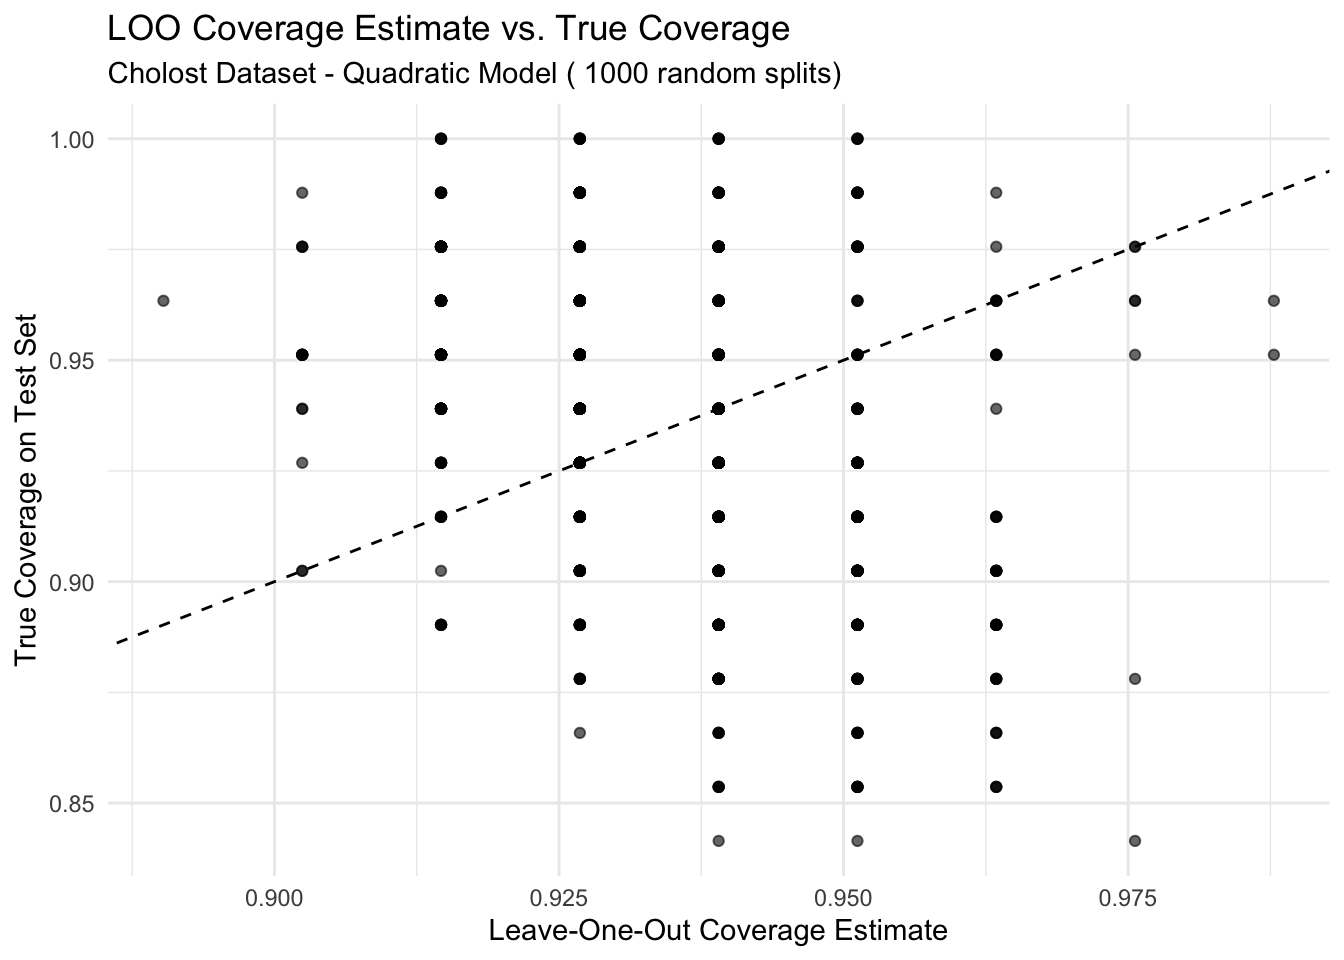 LOO Coverage Estimate vs. True Coverage
Cholost Dataset - Quadratic Model ( 1000 random splits)
True Coverage on Test Set
1.00
0.95
0.90
0.85
0.900 0.925 0.950 0.975
Leave-One-Out Coverage Estimate